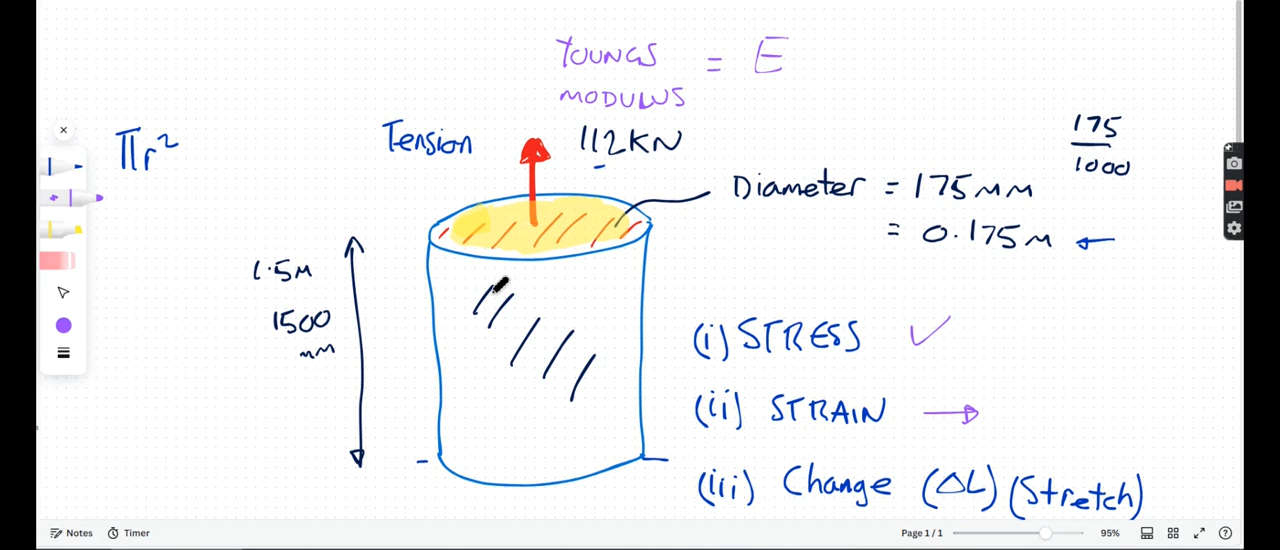 YOUNGS = E
MODULUS
πr²
Tension 112KN
175
1000
Diameter = 175MM
= 0.175M
1.5M
1500
MM
(i) STRESS
(ii) STRAIN
(iii) Change (ΔL) (Stretch)
Notes Timer Page 1 / 1 95%